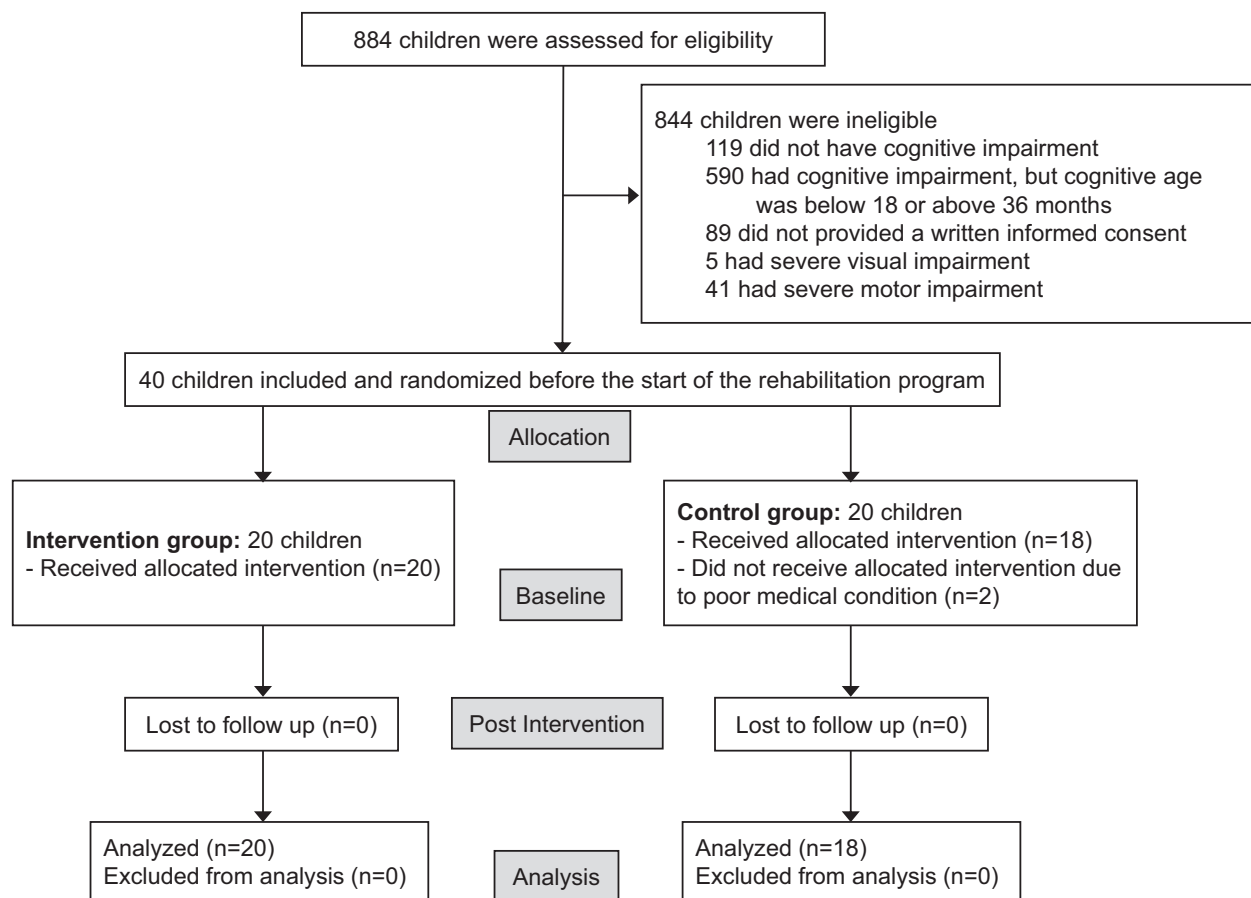 884 children were assessed for eligibility
844 children were ineligible
119 did not have cognitive impairment
590 had cognitive impairment, but cognitive age
was below 18 or above 36 months
89 did not provided a written informed consent
5 had severe visual impairment
41 had severe motor impairment
40 children included and randomized before the start of the rehabilitation program
Allocation
Intervention group: 20 children
- Received allocated intervention (n=20)
Control group: 20 children
- Received allocated intervention (n=18)
- Did not receive allocated intervention due
to poor medical condition (n=2)
Baseline
Lost to follow up (n=0)
Post Intervention
Lost to follow up (n=0)
Analyzed (n=20)
Excluded from analysis (n=0)
Analysis
Analyzed (n=18)
Excluded from analysis (n=0)